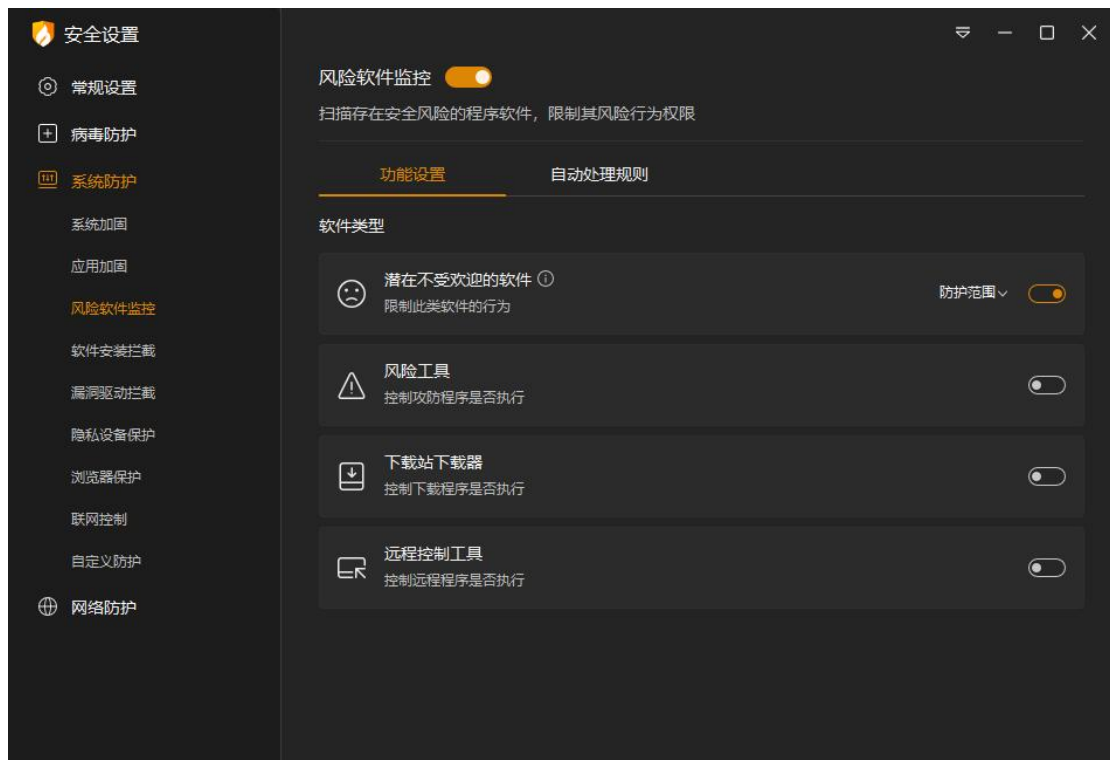 安全设置
常规设置
病毒防护
系统防护
系统加固
应用加固
风险软件监控
软件安装拦截
漏洞驱动拦截
隐私设备保护
浏览器保护
联网控制
自定义防护
网络防护
风险软件监控
扫描存在安全风险的程序软件，限制其风险行为权限
功能设置 自动处理规则
软件类型
潜在不受欢迎的软件
限制此类软件的行为
防护范围
风险工具
控制攻防程序是否执行
下载站下载器
控制下载程序是否执行
远程控制工具
控制远程程序是否执行